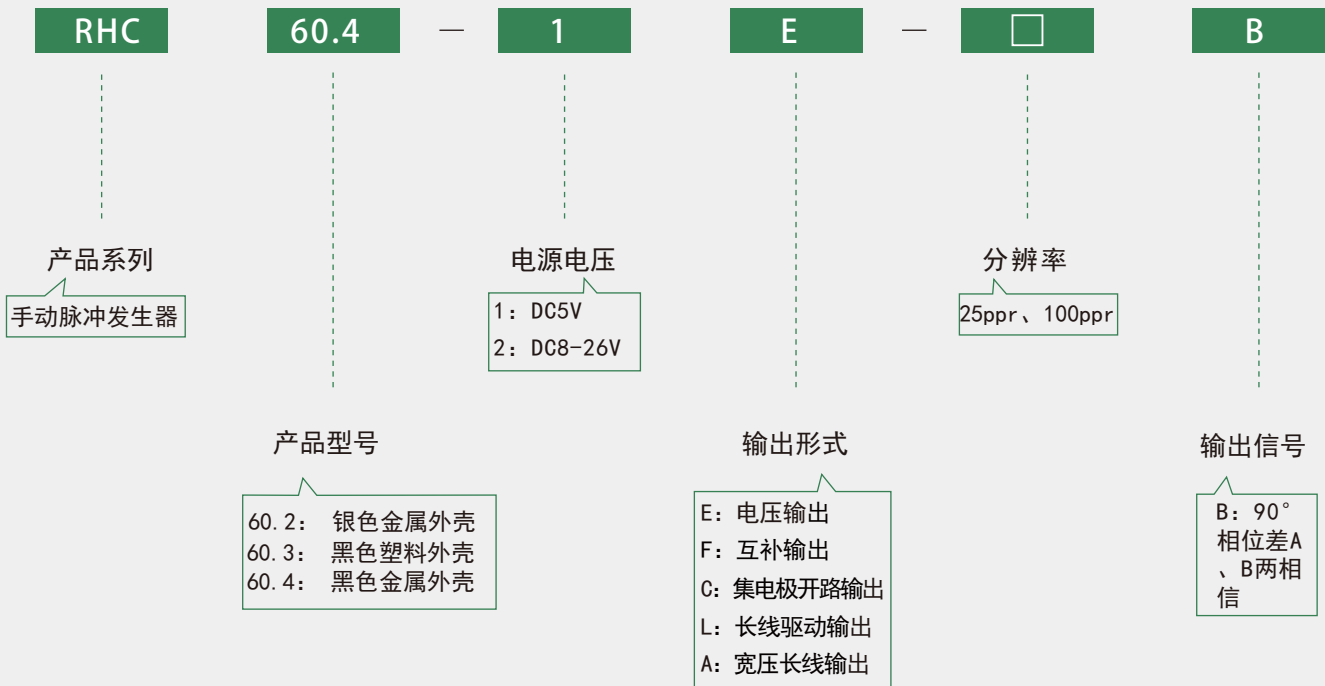 RHC 60.4 — 1 E — □ B
产品系列
手动脉冲发生器
电源电压
1: DC5V
2: DC8-26V
分辨率
25ppr、100ppr
产品型号
60.2: 银色金属外壳
60.3: 黑色塑料外壳
60.4: 黑色金属外壳
输出形式
E: 电压输出
F: 互补输出
C: 集电极开路输出
L: 长线驱动输出
A: 宽压长线输出
输出信号
B: 90°
相位差A
、B两相
信